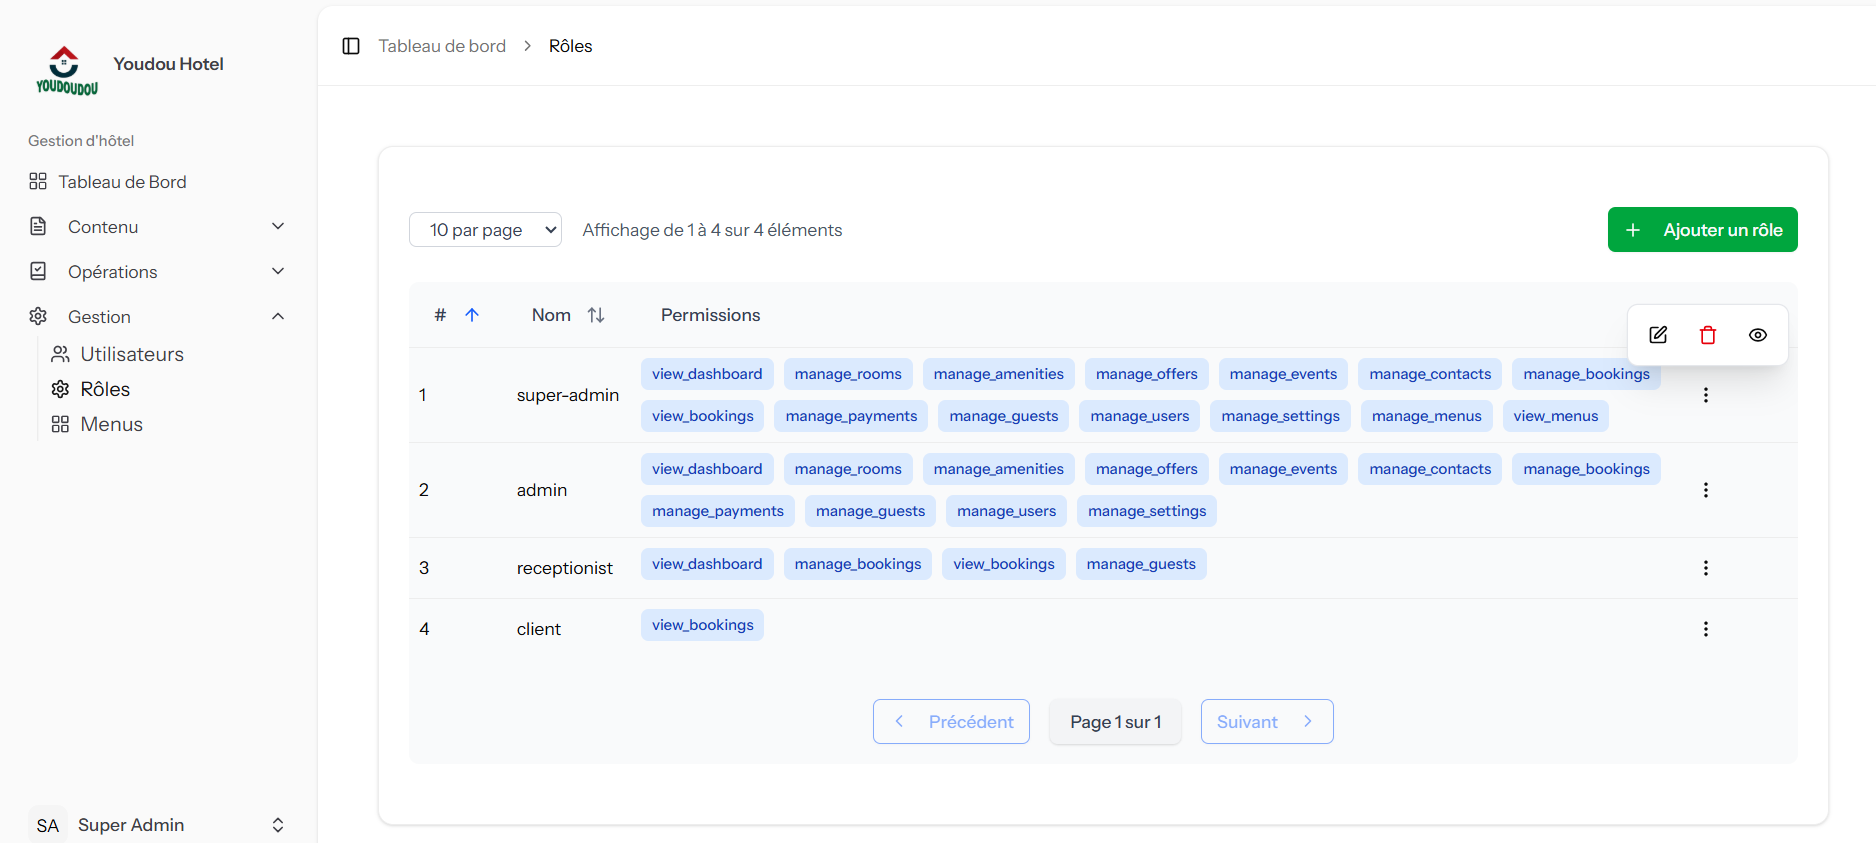 YOUDOUDOU
Youdou Hotel
Gestion d'hôtel
Tableau de Bord
Contenu
Opérations
Gestion
Utilisateurs
Rôles
Menus
SA Super Admin
Tableau de bord > Rôles
10 par page Affichage de 1 à 4 sur 4 éléments + Ajouter un rôle
# Nom Permissions
1 super-admin view_dashboard manage_rooms manage_amenities manage_offers manage_events manage_contacts manage_bookings
view_bookings manage_payments manage_guests manage_users manage_settings manage_menus view_menus
2 admin view_dashboard manage_rooms manage_amenities manage_offers manage_events manage_contacts manage_bookings
manage_payments manage_guests manage_users manage_settings
3 receptionist view_dashboard manage_bookings view_bookings manage_guests
4 client view_bookings
Précédent Page 1 sur 1 Suivant